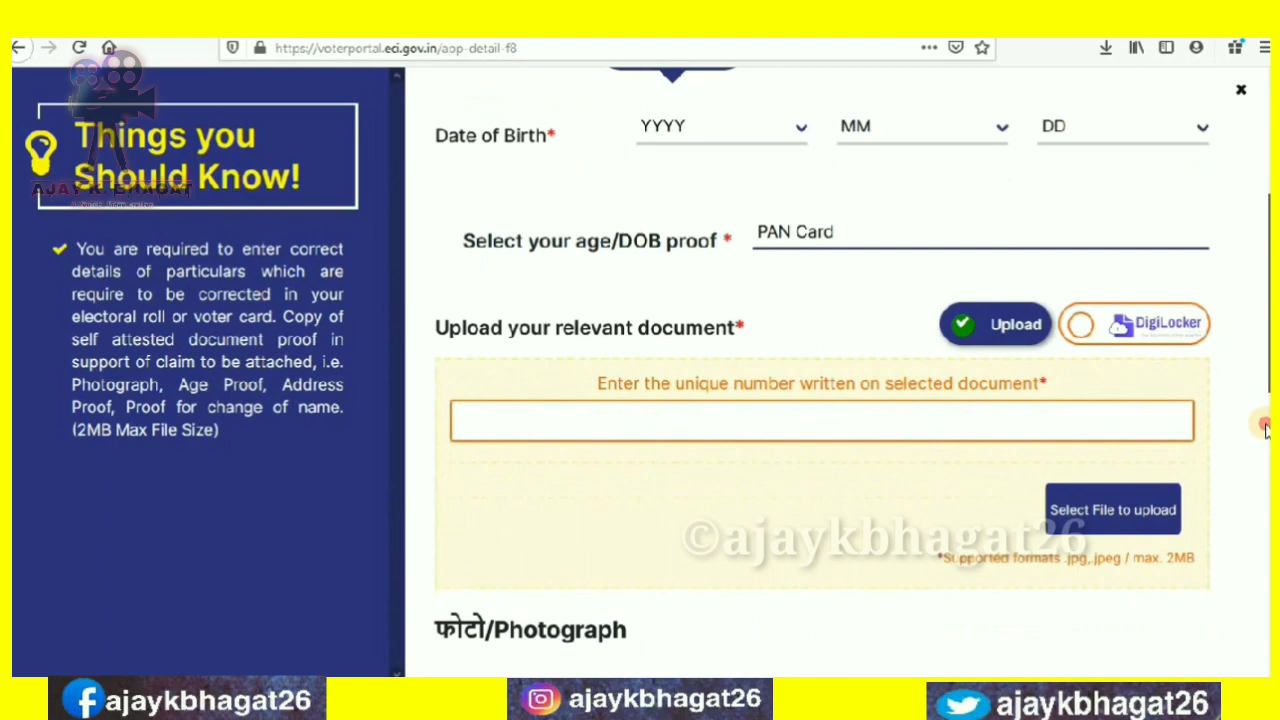 https://voterportal.eci.gov.in/app-detail-f8
Things you
Should Know!
AJAY K. BHAGAT
You are required to enter correct
details of particulars which are
require to be corrected in your
electoral roll or voter card. Copy of
self attested document proof in
support of claim to be attached, i.e.
Photograph, Age Proof, Address
Proof, Proof for change of name.
(2MB Max File Size)
Date of Birth* YYYY MM DD
Select your age/DOB proof * PAN Card
Upload your relevant document* Upload DigiLocker
Enter the unique number written on selected document*
Select File to upload
©ajaykbhagat26
*Supported formats .jpg,.jpeg / max. 2MB
फोटो/Photograph
ajaykbhagat26 ajaykbhagat26 ajaykbhagat26